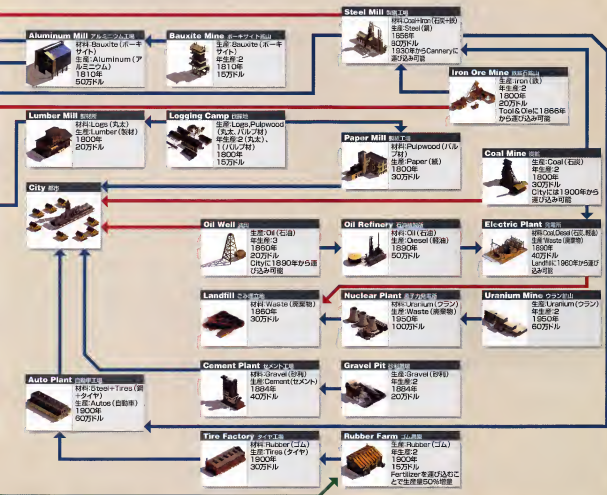 Steel Mill 製鋼工場
材料:Coal+Iron(石炭+鉄)
生産:Steel(鋼)
1856年
80万ドル
1930年からCanneryに
運び込み可能
Aluminum Mill アルミニウム工場
材料:Bauxite(ボーキ
サイト)
生産:Aluminum(ア
ルミニウム)
1810年
50万ドル
Bauxite Mine ボーキサイト鉱山
生産:Bauxite(ボーキ
サイト)
年生産:2
1810年
15万ドル
Iron Ore Mine 鉄鉱石鉱山
生産:Iron(鉄)
年生産:2
1800年
20万ドル
Tool&Dieに1866年
から運び込み可能
Lumber Mill 製材所
材料:Logs(丸太)
生産:Lumber(製材)
1800年
20万ドル
Logging Camp
生産:Logs,Pulpwood
(丸太、パルプ材)
年生産:2(丸太)、
1(パルプ材)
1800年
15万ドル
Paper Mill 製紙工場
材料:Pulpwood(パル
プ材)
生産:Paper(紙)
1800年
30万ドル
Coal Mine 炭鉱
生産:Coal(石炭)
年生産:2
1800年
30万ドル
Cityには1900年から
運び込み可能
City 都市
Oil Well 油井
生産:Oil(石油)
年生産:3
1860年
20万ドル
Cityに1890年から運
び込み可能
Oil Refinery 石油精製所
材料:Oil(石油)
生産:Diesel(軽油)
1890年
50万ドル
Electric Plant 発電所
材料:Coal,Diesel(石炭,軽油)
生産:Waste(廃棄物)
1890年
40万ドル
Landfillに1960年から運び
込み可能
Landfill ごみ埋立地
材料:Waste(廃棄物)
1860年
30万ドル
Nuclear Plant 原子力発電所
材料:Uranium(ウラン)
生産:Waste(廃棄物)
1950年
100万ドル
Uranium Mine ウラン鉱山
生産:Uranium(ウラン)
年生産:2
1950年
60万ドル
Cement Plant セメント工場
材料:Gravel(砂利)
生産:Cement(セメント)
1884年
40万ドル
Gravel Pit 砂利採取場
生産:Gravel(砂利)
年生産:2
1884年
20万ドル
Auto Plant 自動車工場
材料:Steel+Tires(鋼
+タイヤ)
生産:Autos(自動車)
1900年
60万ドル
Tire Factory タイヤ工場
材料:Rubber(ゴム)
生産:Tires(タイヤ)
1900年
30万ドル
Rubber Farm ゴム農園
生産:Rubber(ゴム)
年生産:2
1900年
15万ドル
Fertilizerを運び込むこ
とで生産量50%増量